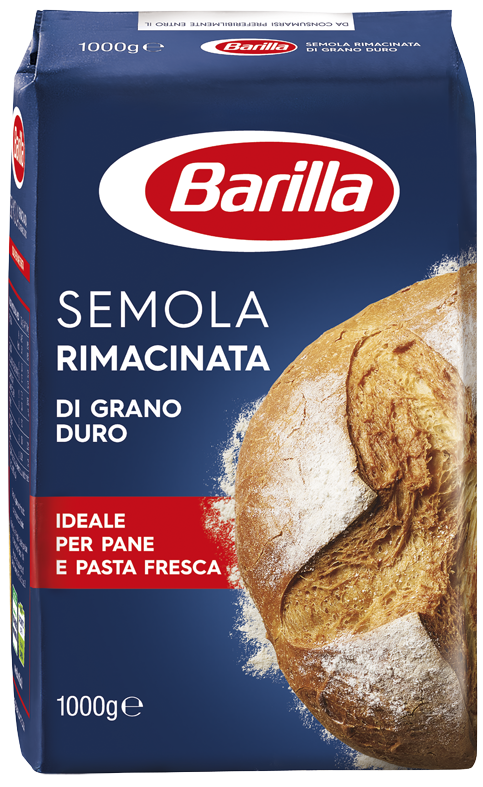 DA CONSUMARSI PREFERIBILMENTE ENTRO IL
1000g e
Barilla
SEMOLA RIMACINATA
DI GRANO DURO
Barilla
Barilla
SEMOLA
RIMACINATA
DI GRANO
DURO
IDEALE
PER PANE
E PASTA FRESCA
1000g e